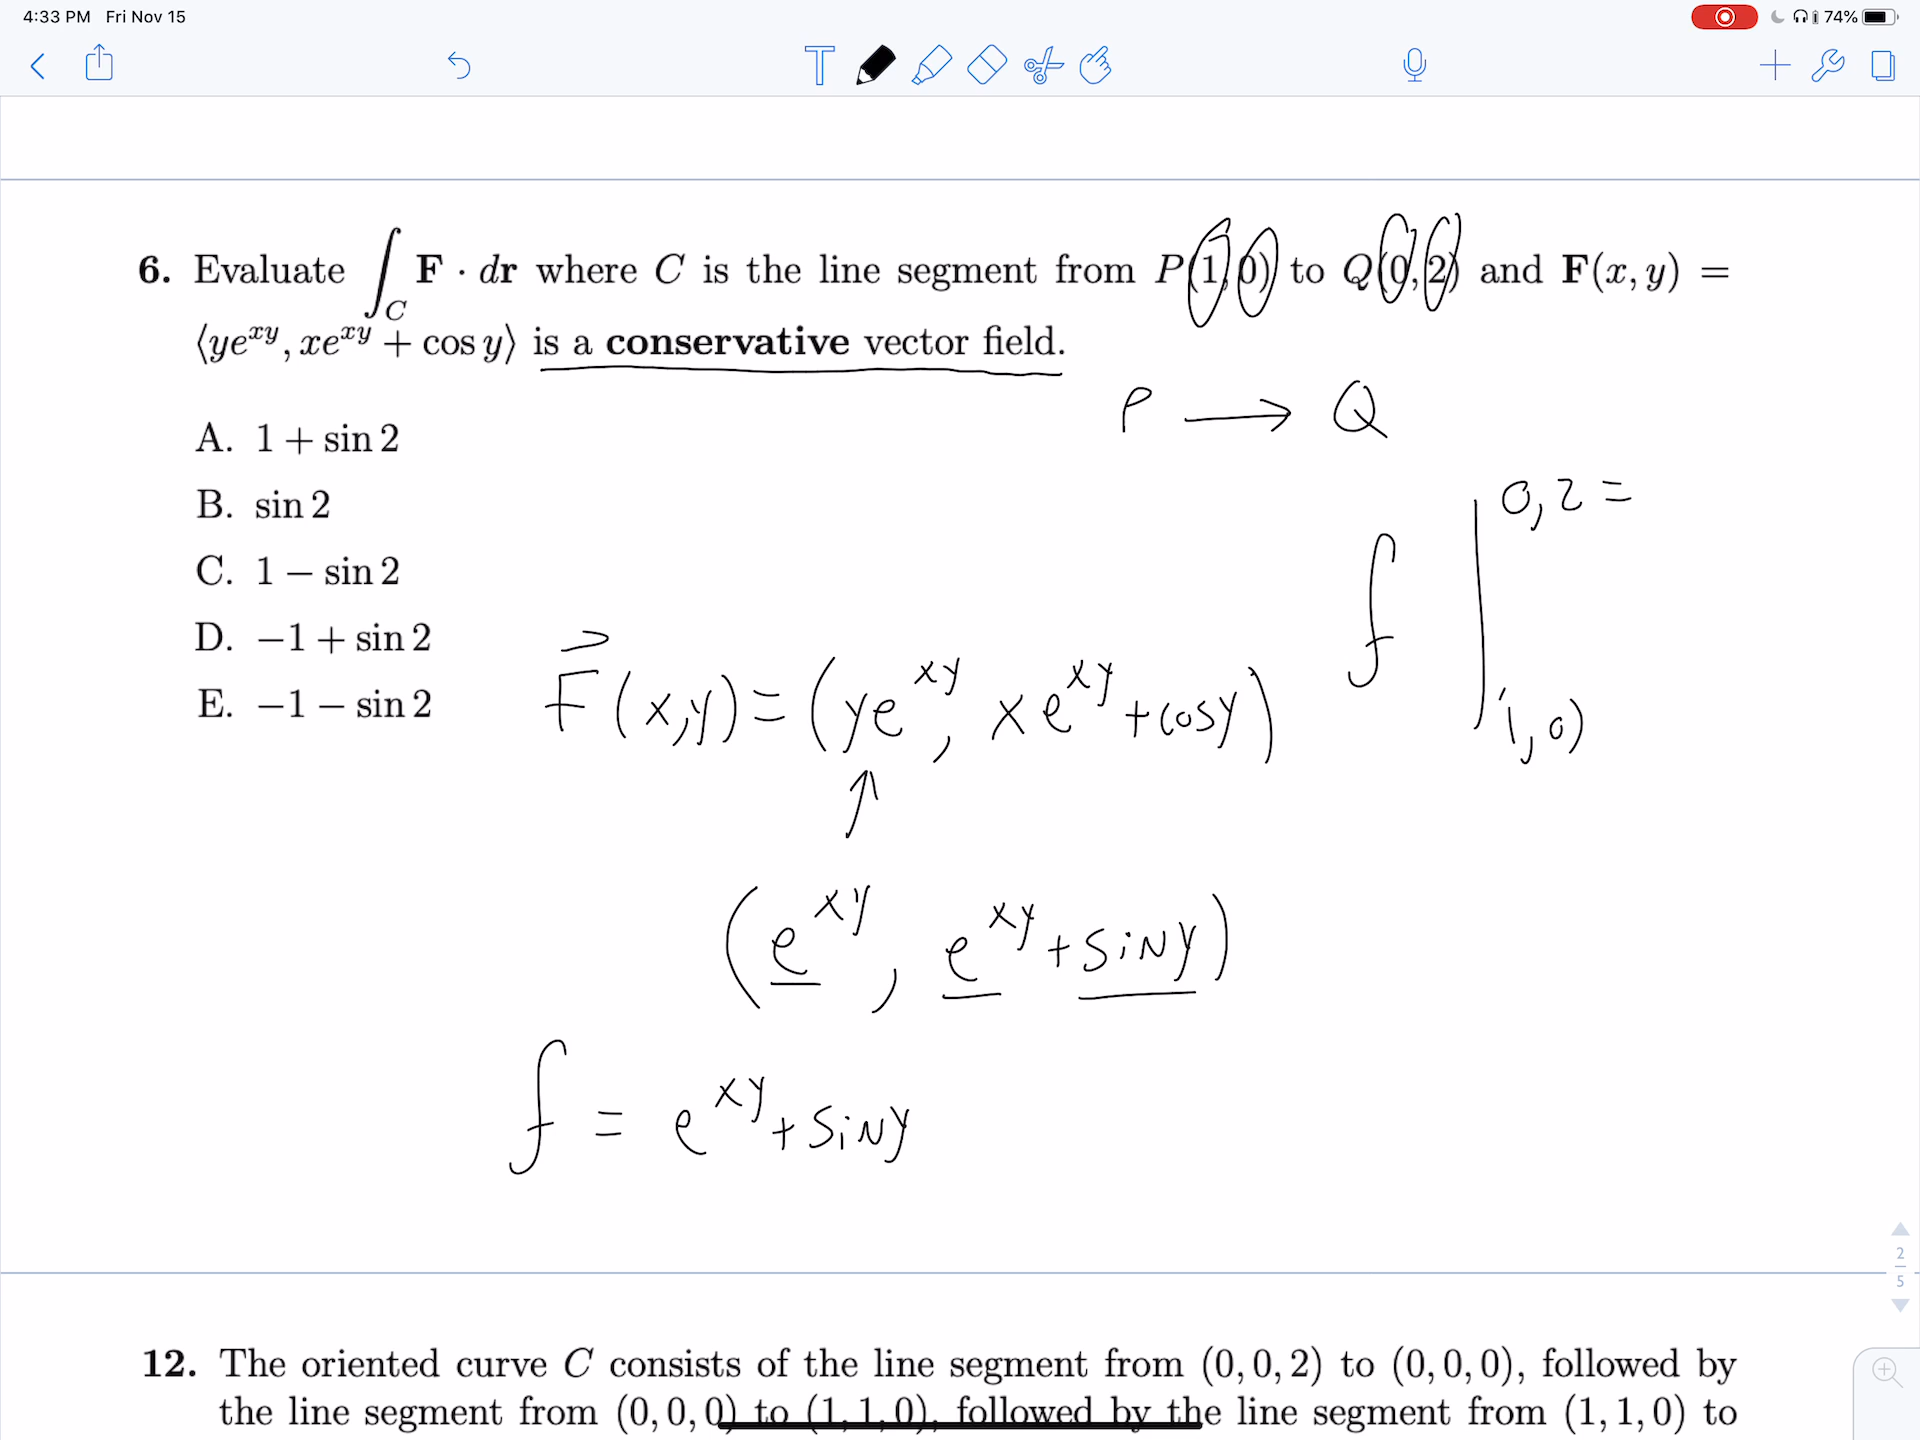 4:33 PM Fri Nov 15
74%
T
6. Evaluate ∫_C F · dr where C is the line segment from P(1, 0) to Q(0, 2) and F(x, y) =
⟨ye^{xy}, xe^{xy} + cos y⟩ is a conservative vector field.
P → Q
A. 1 + sin 2
B. sin 2
C. 1 − sin 2
D. −1 + sin 2
E. −1 − sin 2
f | 0,2 =
1,0)
F(x,y) = (ye^{xy}, xe^{xy} + cosy)
(e^{xy}, e^{xy} + siny)
f = e^{xy} + siny
2
5
12. The oriented curve C consists of the line segment from (0, 0, 2) to (0, 0, 0), followed by
the line segment from (0, 0, 0) to (1, 1, 0), followed by the line segment from (1, 1, 0) to